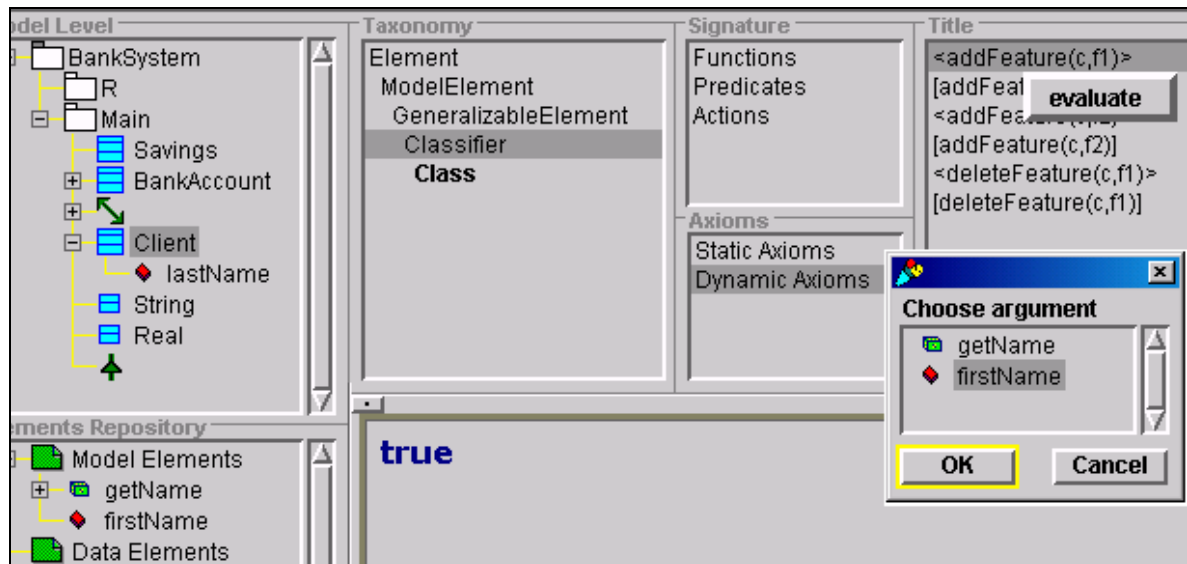 odel Level
BankSystem
R
Main
Savings
BankAccount
Client
lastName
String
Real
Taxonomy
Element
ModelElement
GeneralizableElement
Classifier
Class
Signature
Functions
Predicates
Actions
Axioms
Static Axioms
Dynamic Axioms
Title
<addFeature(c,f1)>
[addFeat
evaluate
<addFea
[addFeature(c,f2)]
<deleteFeature(c,f1)>
[deleteFeature(c,f1)]
Choose argument
getName
firstName
OK
Cancel
ements Repository
Model Elements
getName
firstName
Data Elements
true